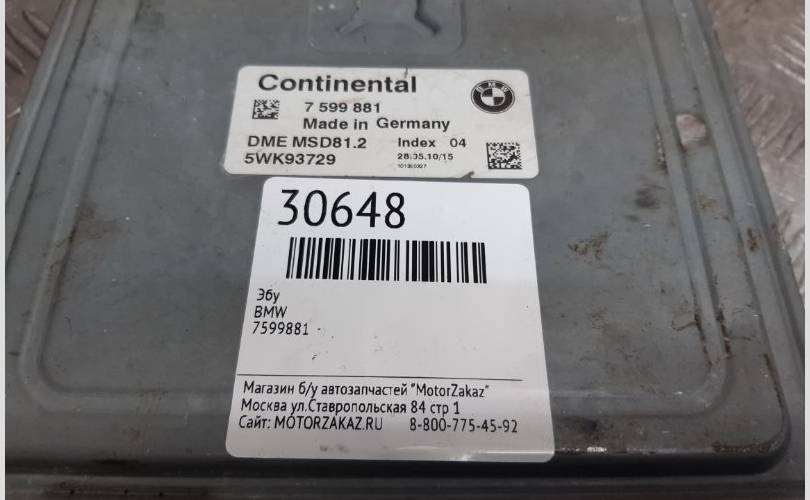 Continental
BMW
7 599 881
Made in Germany
DME MSD81.2 Index 04
5WK93729 28.05.10/15
30648
Эбу
BMW
7599881 -
Магазин б/у автозапчастей "MotorZakaz"
Москва ул.Ставропольская 84 стр 1
Сайт: MOTORZAKAZ.RU 8-800-775-45-92